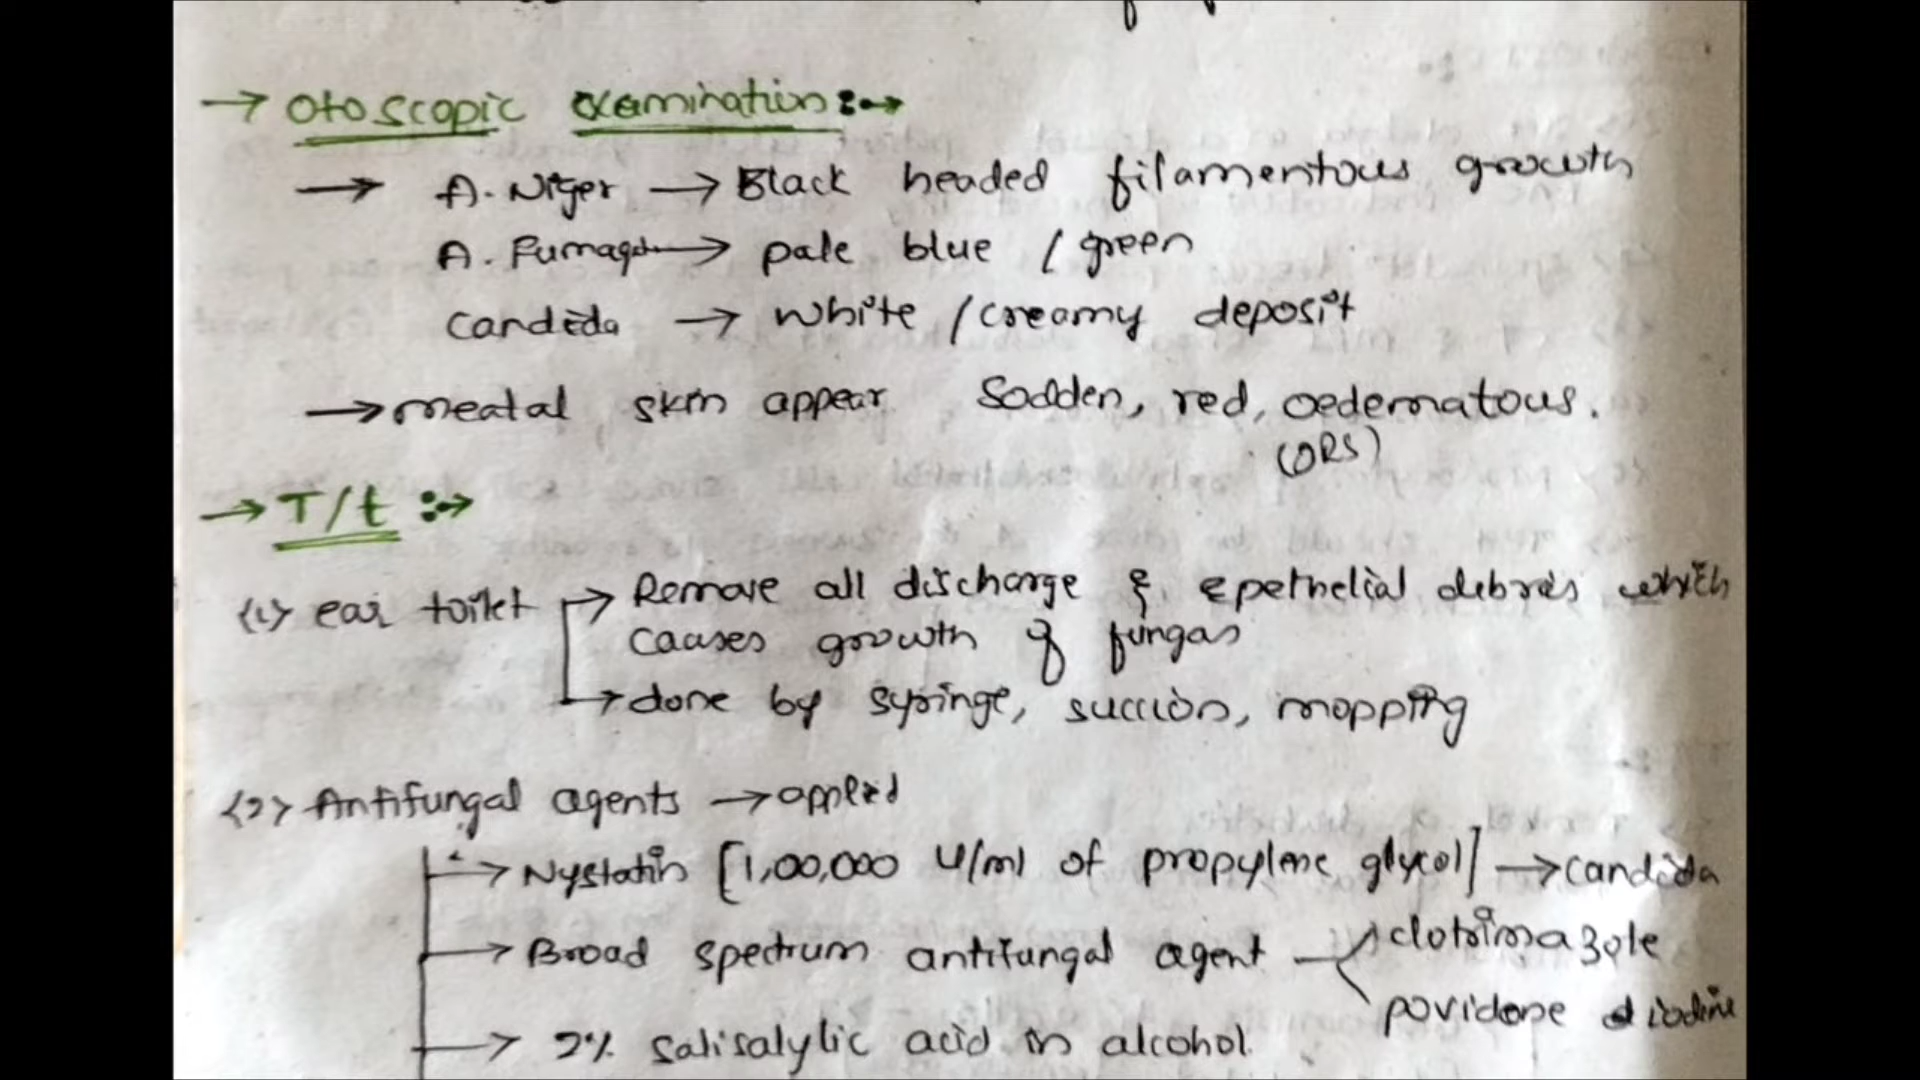 → Otoscopic examination :→
→ A. Niger → Black headed filamentous growth
A. Fumagat → pale blue / green
Candida → White / creamy deposit
→ meatal skin appear Sodden, red, oedematous.
(ORS)
→ T/t :→
<1> ear toilet → Remove all discharge & epethelial debris which
causes growth of fungas
→ done by syringe, succion, mopping
<2> Antifungal agents → applied
→ Nystatin [1,00,000 U/ml of propylene glycol] → Candida
→ Broad spectrum antifungal agent clotrimazole
povidone iodine
→ 2% salisalylic acid in alcohol